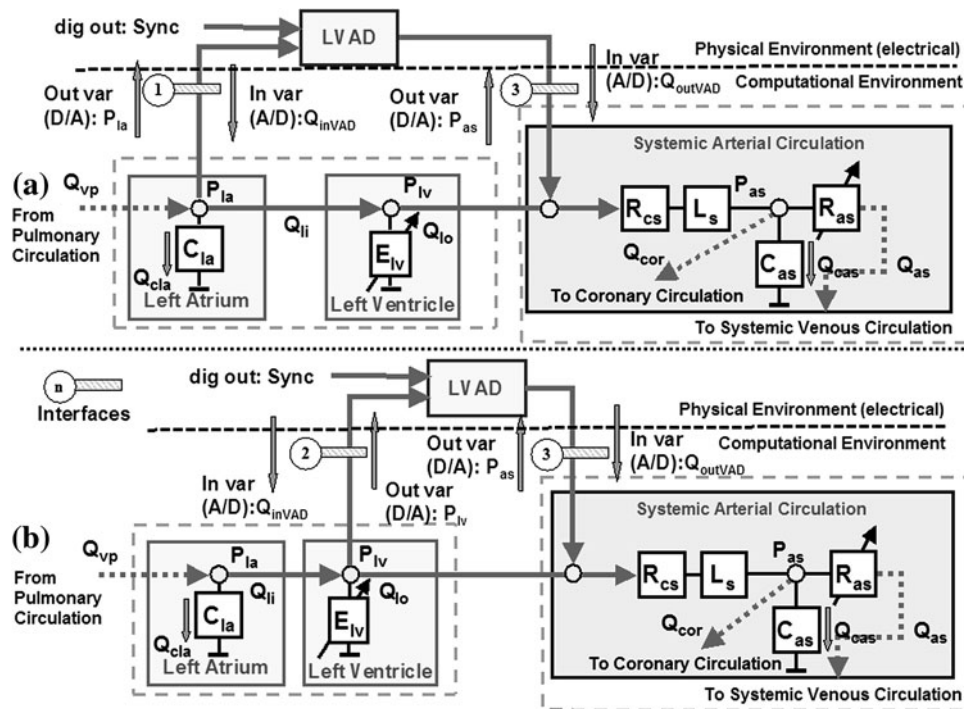 dig out: Sync
LVAD
Physical Environment (electrical)
Computational Environment
1
Out var
(D/A): P_la
In var
(A/D):Q_inVAD
Out var
(D/A): P_as
3
In var
(A/D):Q_outVAD
(a)
Q_vp
From
Pulmonary
Circulation
P_la
C_la
Q_cla
Left Atrium
Q_li
P_lv
E_lv
Q_lo
Left Ventricle
Systemic Arterial Circulation
R_cs
L_s
P_as
R_as
Q_cor
C_as
Q_cas
Q_as
To Coronary Circulation
To Systemic Venous Circulation
n
Interfaces
dig out: Sync
LVAD
Physical Environment (electrical)
Computational Environment
2
In var
(A/D):Q_inVAD
Out var
(D/A): P_as
Out var
(D/A): P_lv
3
In var
(A/D):Q_outVAD
(b)
Q_vp
From
Pulmonary
Circulation
P_la
C_la
Q_cla
Left Atrium
Q_li
P_lv
E_lv
Q_lo
Left Ventricle
Systemic Arterial Circulation
R_cs
L_s
P_as
R_as
Q_cor
C_as
Q_cas
Q_as
To Coronary Circulation
To Systemic Venous Circulation